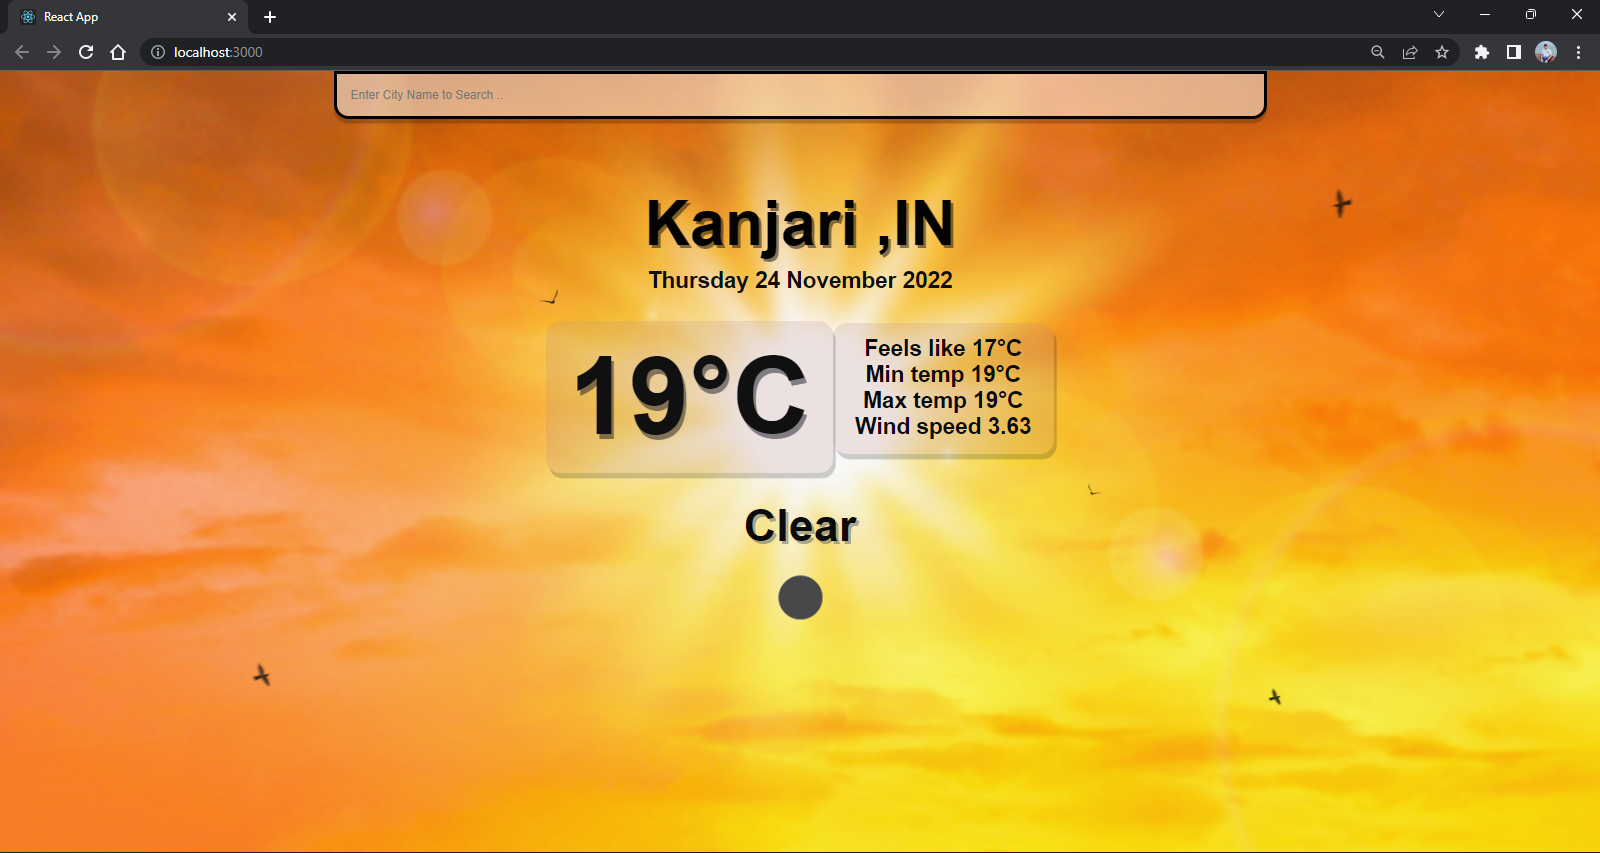 React App
localhost:3000
Enter City Name to Search ..
Kanjari ,IN
Thursday 24 November 2022
19°C
Feels like 17°C
Min temp 19°C
Max temp 19°C
Wind speed 3.63
Clear